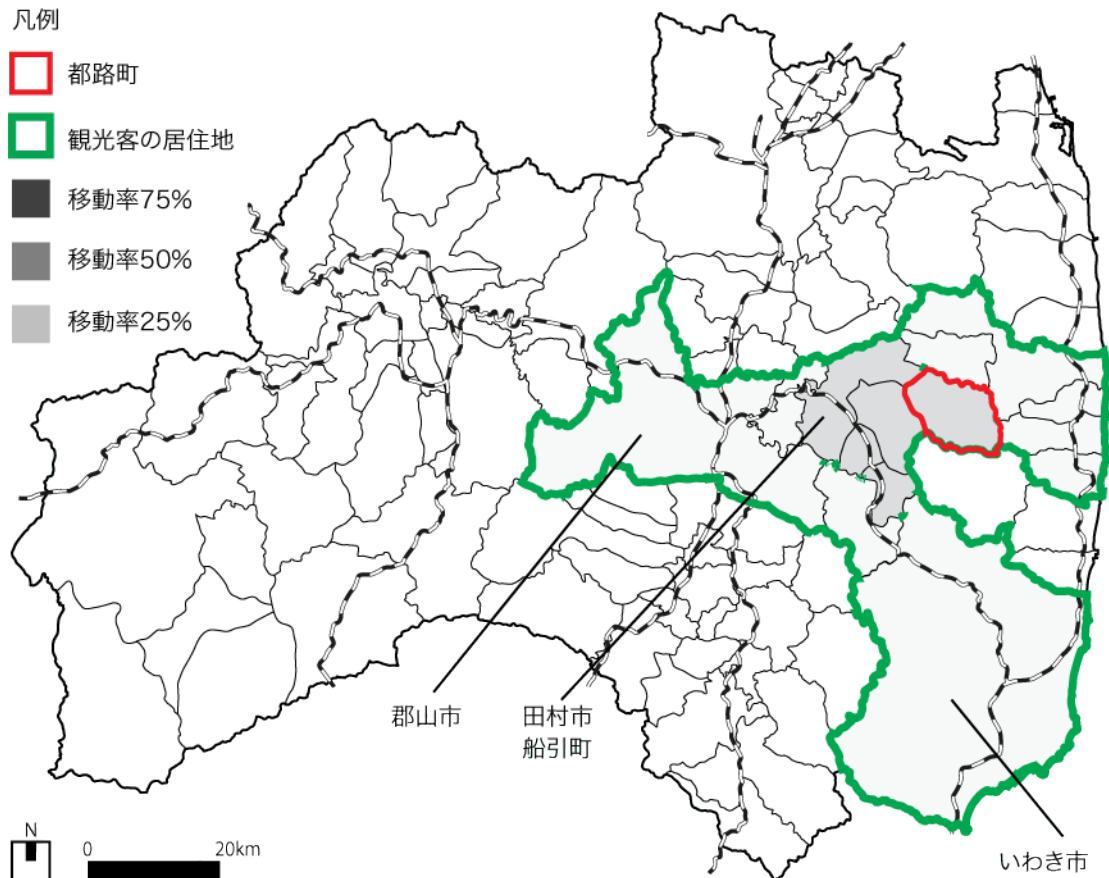 凡例
都路町
観光客の居住地
移動率75%
移動率50%
移動率25%
郡山市
田村市
船引町
いわき市
N
0 20km